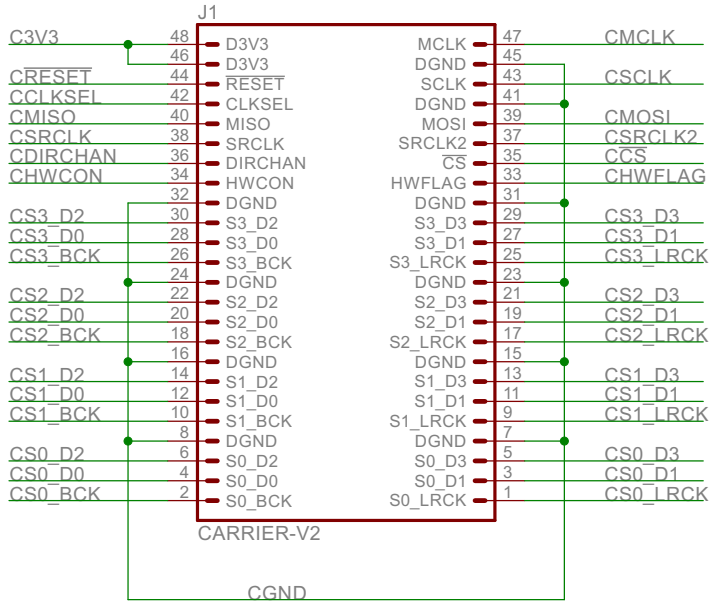 J1
C3V3 48 D3V3 MCLK 47 CMCLK
46 D3V3 DGND 45
CRESET 44 RESET SCLK 43 CSCLK
CCLKSEL 42 CLKSEL DGND 41
CMISO 40 MISO MOSI 39 CMOSI
CSRCLK 38 SRCLK SRCLK2 37 CSRCLK2
CDIRCHAN 36 DIRCHAN CS 35 CCS
CHWCON 34 HWCON HWFLAG 33 CHWFLAG
32 DGND DGND 31
CS3_D2 30 S3_D2 S3_D3 29 CS3_D3
CS3_D0 28 S3_D0 S3_D1 27 CS3_D1
CS3_BCK 26 S3_BCK S3_LRCK 25 CS3_LRCK
24 DGND DGND 23
CS2_D2 22 S2_D2 S2_D3 21 CS2_D3
CS2_D0 20 S2_D0 S2_D1 19 CS2_D1
CS2_BCK 18 S2_BCK S2_LRCK 17 CS2_LRCK
16 DGND DGND 15
CS1_D2 14 S1_D2 S1_D3 13 CS1_D3
CS1_D0 12 S1_D0 S1_D1 11 CS1_D1
CS1_BCK 10 S1_BCK S1_LRCK 9 CS1_LRCK
8 DGND DGND 7
CS0_D2 6 S0_D2 S0_D3 5 CS0_D3
CS0_D0 4 S0_D0 S0_D1 3 CS0_D1
CS0_BCK 2 S0_BCK S0_LRCK 1 CS0_LRCK
CARRIER-V2
CGND